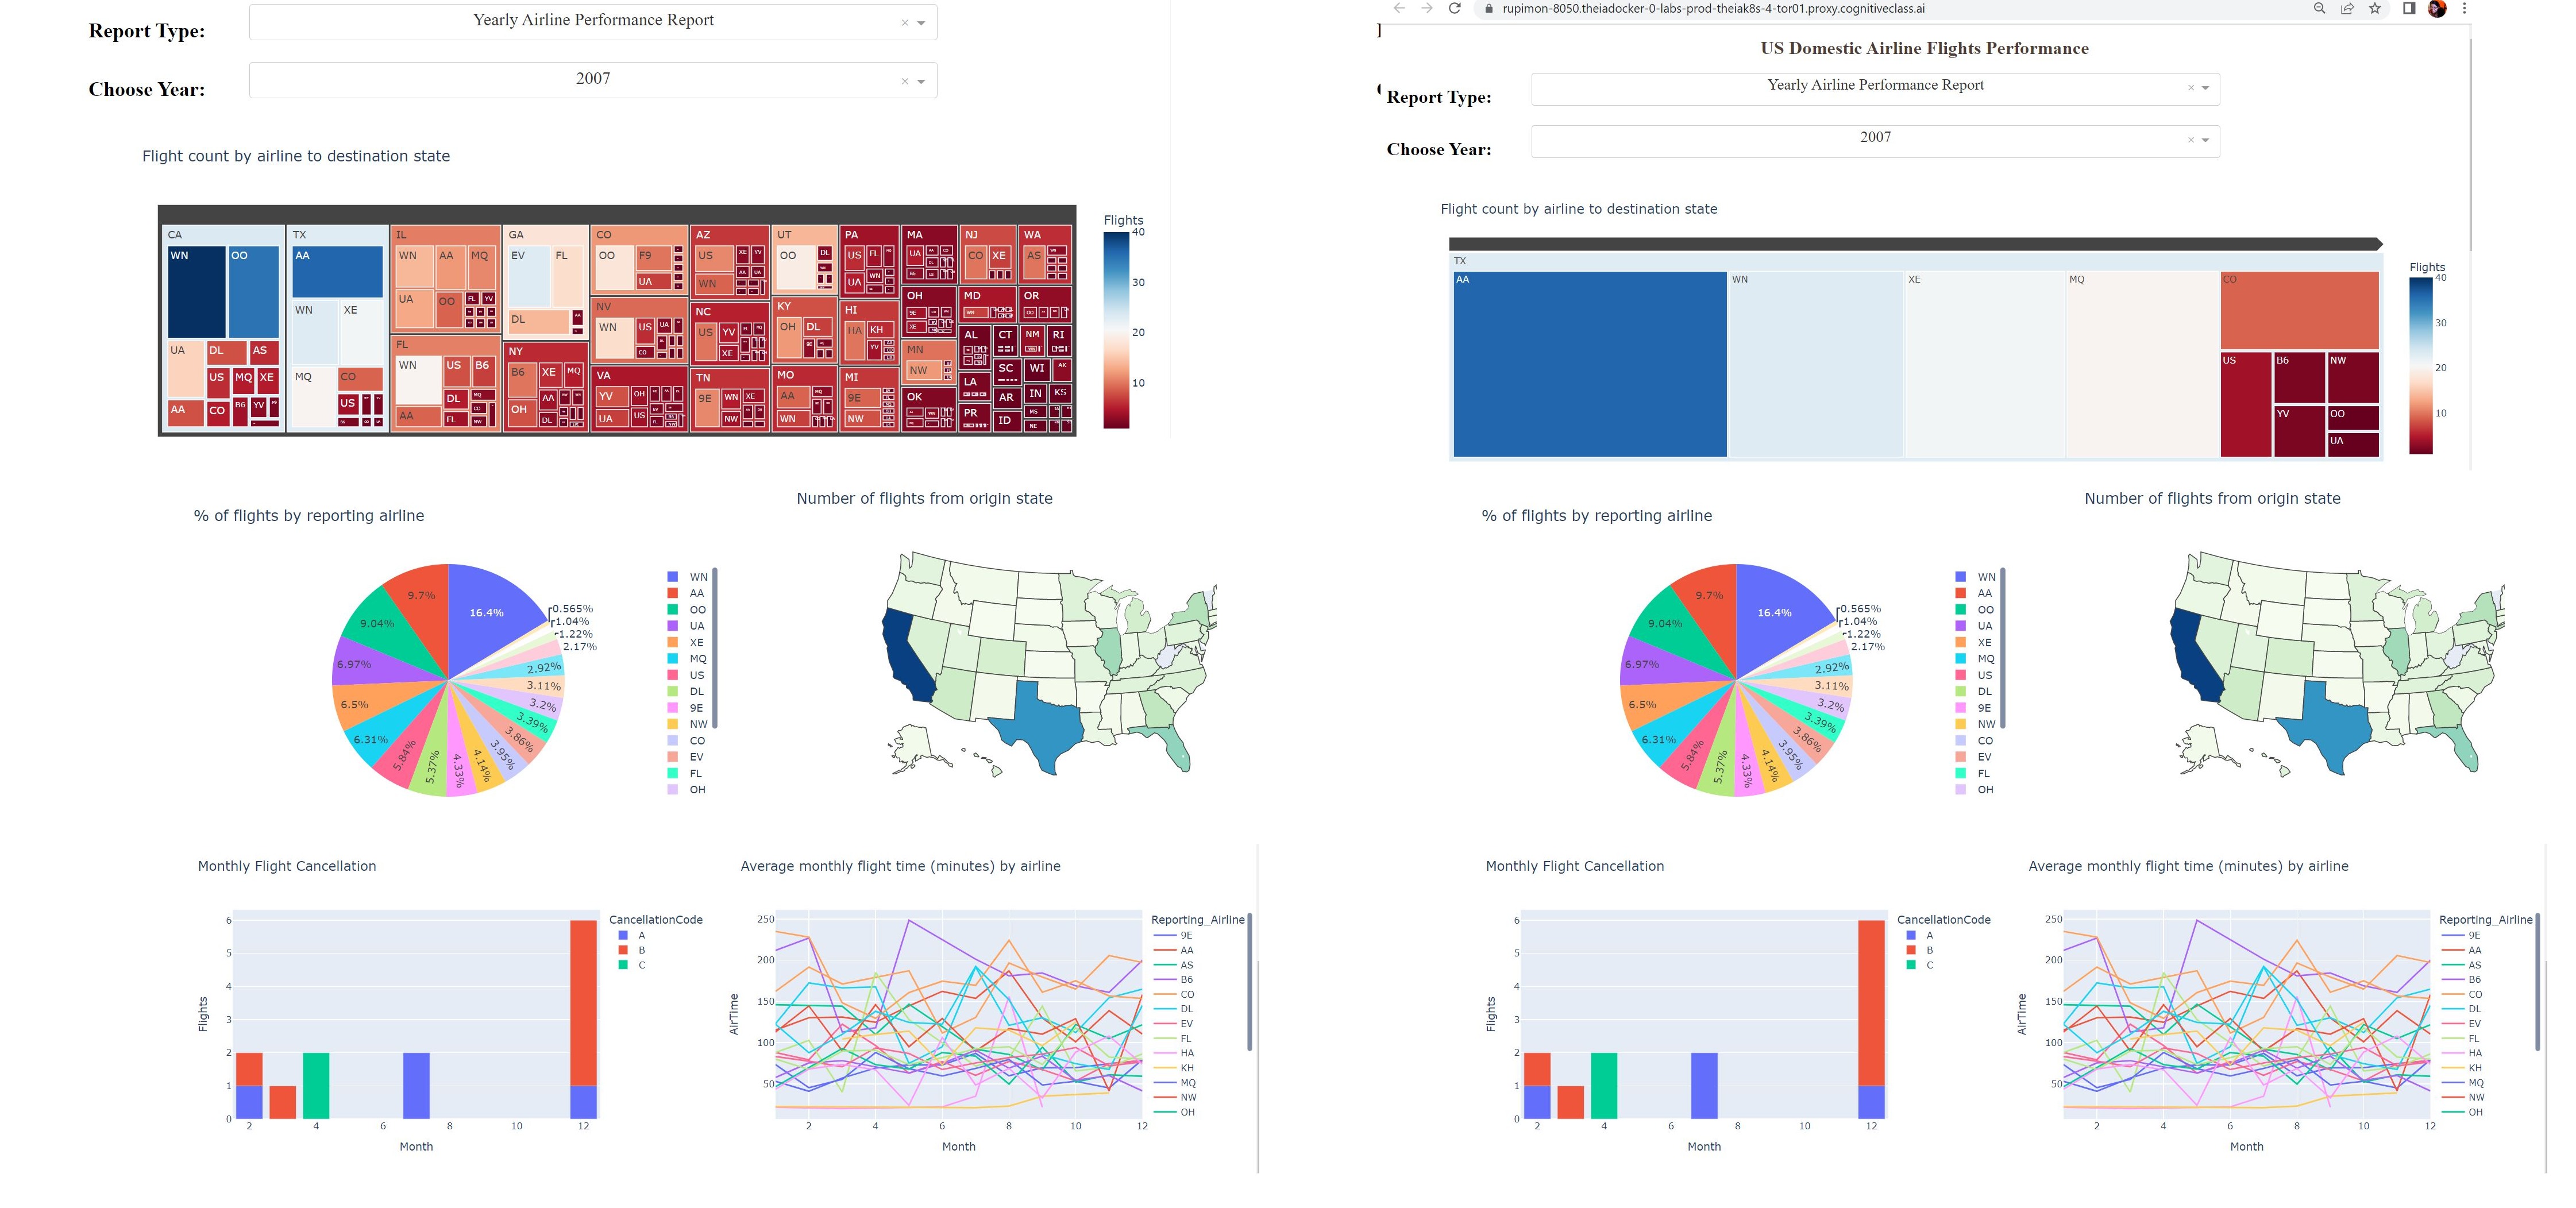 Report Type:
Yearly Airline Performance Report
Choose Year:
2007
Flight count by airline to destination state
CA
WN
OO
UA
DL
AS
US
MQ
XE
AA
CO
B6
YV
TX
AA
WN
XE
MQ
CO
US
IL
WN
AA
MQ
UA
OO
FL
YV
FL
WN
US
B6
DL
AA
FL
MQ
CO
NW
GA
EV
FL
DL
AA
NY
B6
XE
MQ
OH
AA
DL
CO
OO
F9
UA
NV
WN
US
UA
CO
VA
YV
OH
UA
US
AZ
US
XE
YV
WN
AA
UA
NC
US
YV
XE
TN
9E
WN
XE
NW
UT
OO
DL
KY
OH
DL
MO
AA
MQ
WN
PA
US
FL
UA
WN
HI
HA
KH
YV
MI
9E
NW
MA
UA
OH
9E
XE
MN
NW
OK
NJ
CO
XE
MD
WN
AL
CT
LA
SC
AR
PR
ID
WA
AS
OR
NM
RI
WI
AK
IN
KS
MS
NE
Flights
40
30
20
10
% of flights by reporting airline
16.4%
9.7%
9.04%
6.97%
6.5%
6.31%
5.84%
5.37%
4.33%
4.14%
3.95%
3.86%
3.39%
3.2%
3.11%
2.92%
2.17%
1.22%
1.04%
0.565%
WN
AA
OO
UA
XE
MQ
US
DL
9E
NW
CO
EV
FL
OH
Number of flights from origin state
Monthly Flight Cancellation
Flights
6
5
4
3
2
1
0
2
4
6
8
10
12
Month
CancellationCode
A
B
C
Average monthly flight time (minutes) by airline
AirTime
250
200
150
100
50
2
4
6
8
10
12
Month
Reporting_Airline
9E
AA
AS
B6
CO
DL
EV
FL
HA
KH
MQ
NW
OH
rupimon-8050.theiadocker-0-labs-prod-theiak8s-4-tor01.proxy.cognitiveclass.ai
US Domestic Airline Flights Performance
Report Type:
Yearly Airline Performance Report
Choose Year:
2007
Flight count by airline to destination state
TX
AA
WN
XE
MQ
CO
US
B6
NW
YV
OO
UA
Flights
40
30
20
10
% of flights by reporting airline
16.4%
9.7%
9.04%
6.97%
6.5%
6.31%
5.84%
5.37%
4.33%
4.14%
3.95%
3.86%
3.39%
3.2%
3.11%
2.92%
2.17%
1.22%
1.04%
0.565%
WN
AA
OO
UA
XE
MQ
US
DL
9E
NW
CO
EV
FL
OH
Number of flights from origin state
Monthly Flight Cancellation
Flights
6
5
4
3
2
1
0
2
4
6
8
10
12
Month
CancellationCode
A
B
C
Average monthly flight time (minutes) by airline
AirTime
250
200
150
100
50
2
4
6
8
10
12
Month
Reporting_Airline
9E
AA
AS
B6
CO
DL
EV
FL
HA
KH
MQ
NW
OH